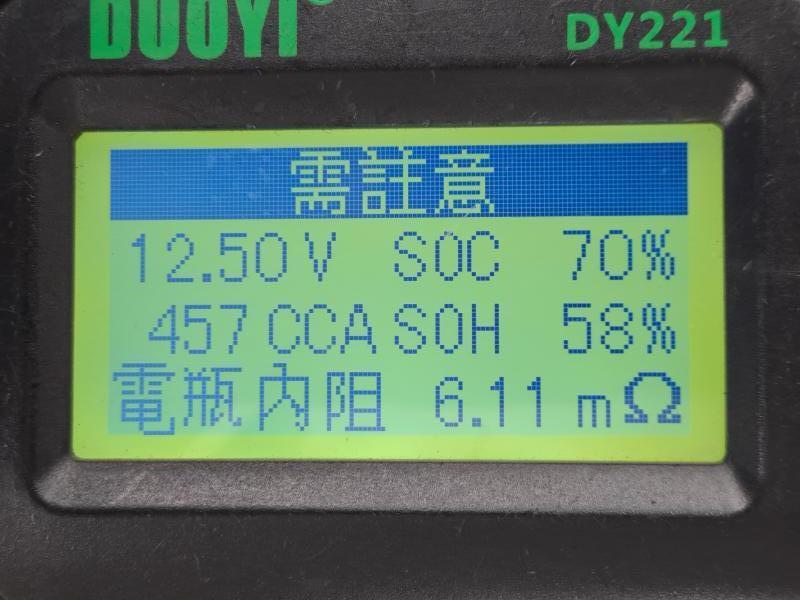 DUOYI®
DY221
需註意
12.50V SOC 70%
457CCA SOH 58%
電瓶內阻 6.11 mΩ